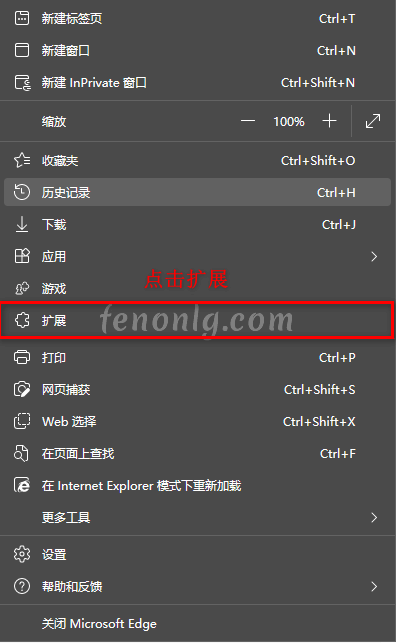 新建标签页 Ctrl+T
新建窗口 Ctrl+N
新建 InPrivate 窗口 Ctrl+Shift+N
缩放 100%
收藏夹 Ctrl+Shift+O
历史记录 Ctrl+H
下载 Ctrl+J
应用
点击扩展
游戏
扩展 fenonlg.com
打印 Ctrl+P
网页捕获 Ctrl+Shift+S
Web 选择 Ctrl+Shift+X
在页面上查找 Ctrl+F
在 Internet Explorer 模式下重新加载
更多工具
设置
帮助和反馈
关闭 Microsoft Edge